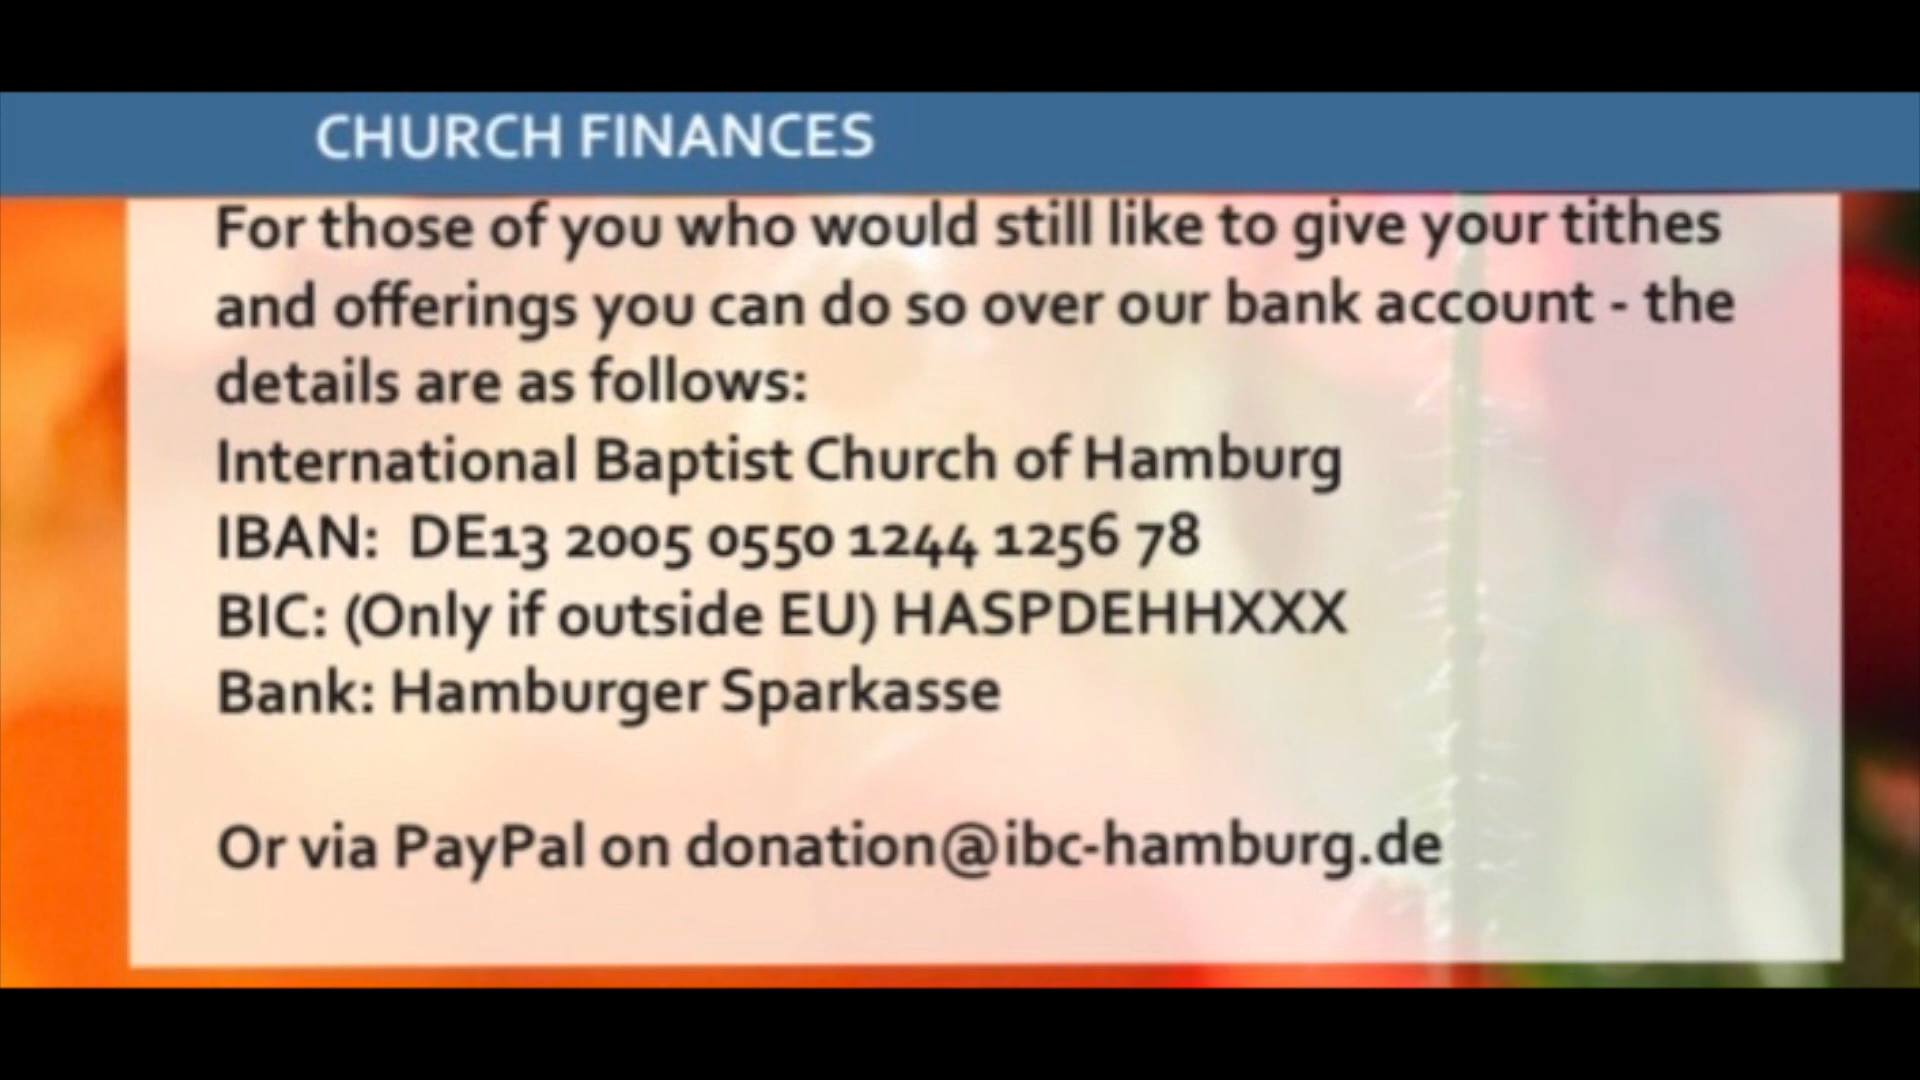 CHURCH FINANCES
For those of you who would still like to give your tithes
and offerings you can do so over our bank account - the
details are as follows:
International Baptist Church of Hamburg
IBAN: DE13 2005 0550 1244 1256 78
BIC: (Only if outside EU) HASPDEHHXXX
Bank: Hamburger Sparkasse
Or via PayPal on donation@ibc-hamburg.de